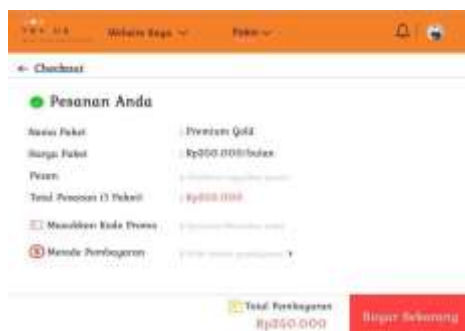 Website Saya
Paket
← Checkout
Pesanan Anda
Nama Paket : Premium Gold
Harga Paket : Rp250.000/bulan
Pesan
Total Pesanan (1 Paket) : Rp250.000
Masukkan Kode Promo
Metode Pembayaran
Total Pembayaran
Rp250.000
Bayar Sekarang